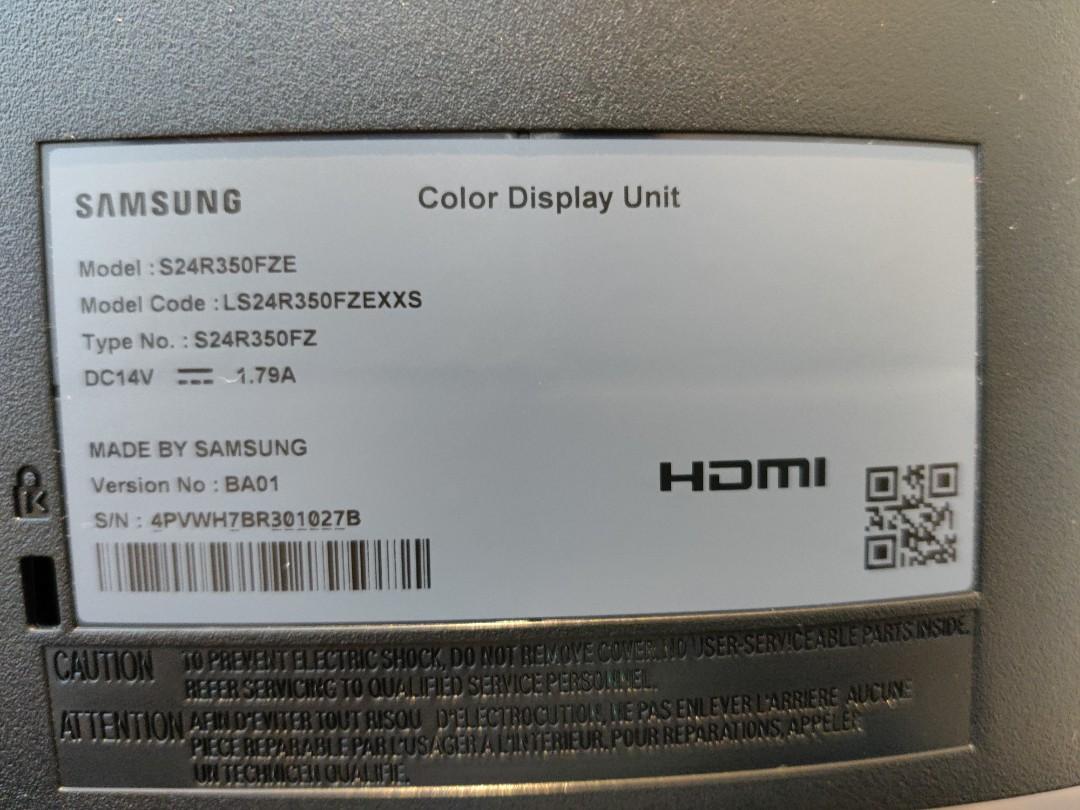 SAMSUNG
Color Display Unit
Model : S24R350FZE
Model Code : LS24R350FZEXXS
Type No. : S24R350FZ
DC14V 1.79A
MADE BY SAMSUNG
Version No : BA01
S/N : 4PVWH7BR301027B
HDMI
K
CAUTION TO PREVENT ELECTRIC SHOCK, DO NOT REMOVE COVER. NO USER-SERVICEABLE PARTS INSIDE.
REFER SERVICING TO QUALIFIED SERVICE PERSONNEL.
ATTENTION AFIN D'EVITER TOUT RISQU D'ELECTROCUTION, NE PAS ENLEVER L'ARRIERE, AUCUNE
PIECE REPARABLE PAR L'USAGER A L'INTERIEUR. POUR REPARATIONS, APPELER
UN TECHNICEN QUALIFIE.